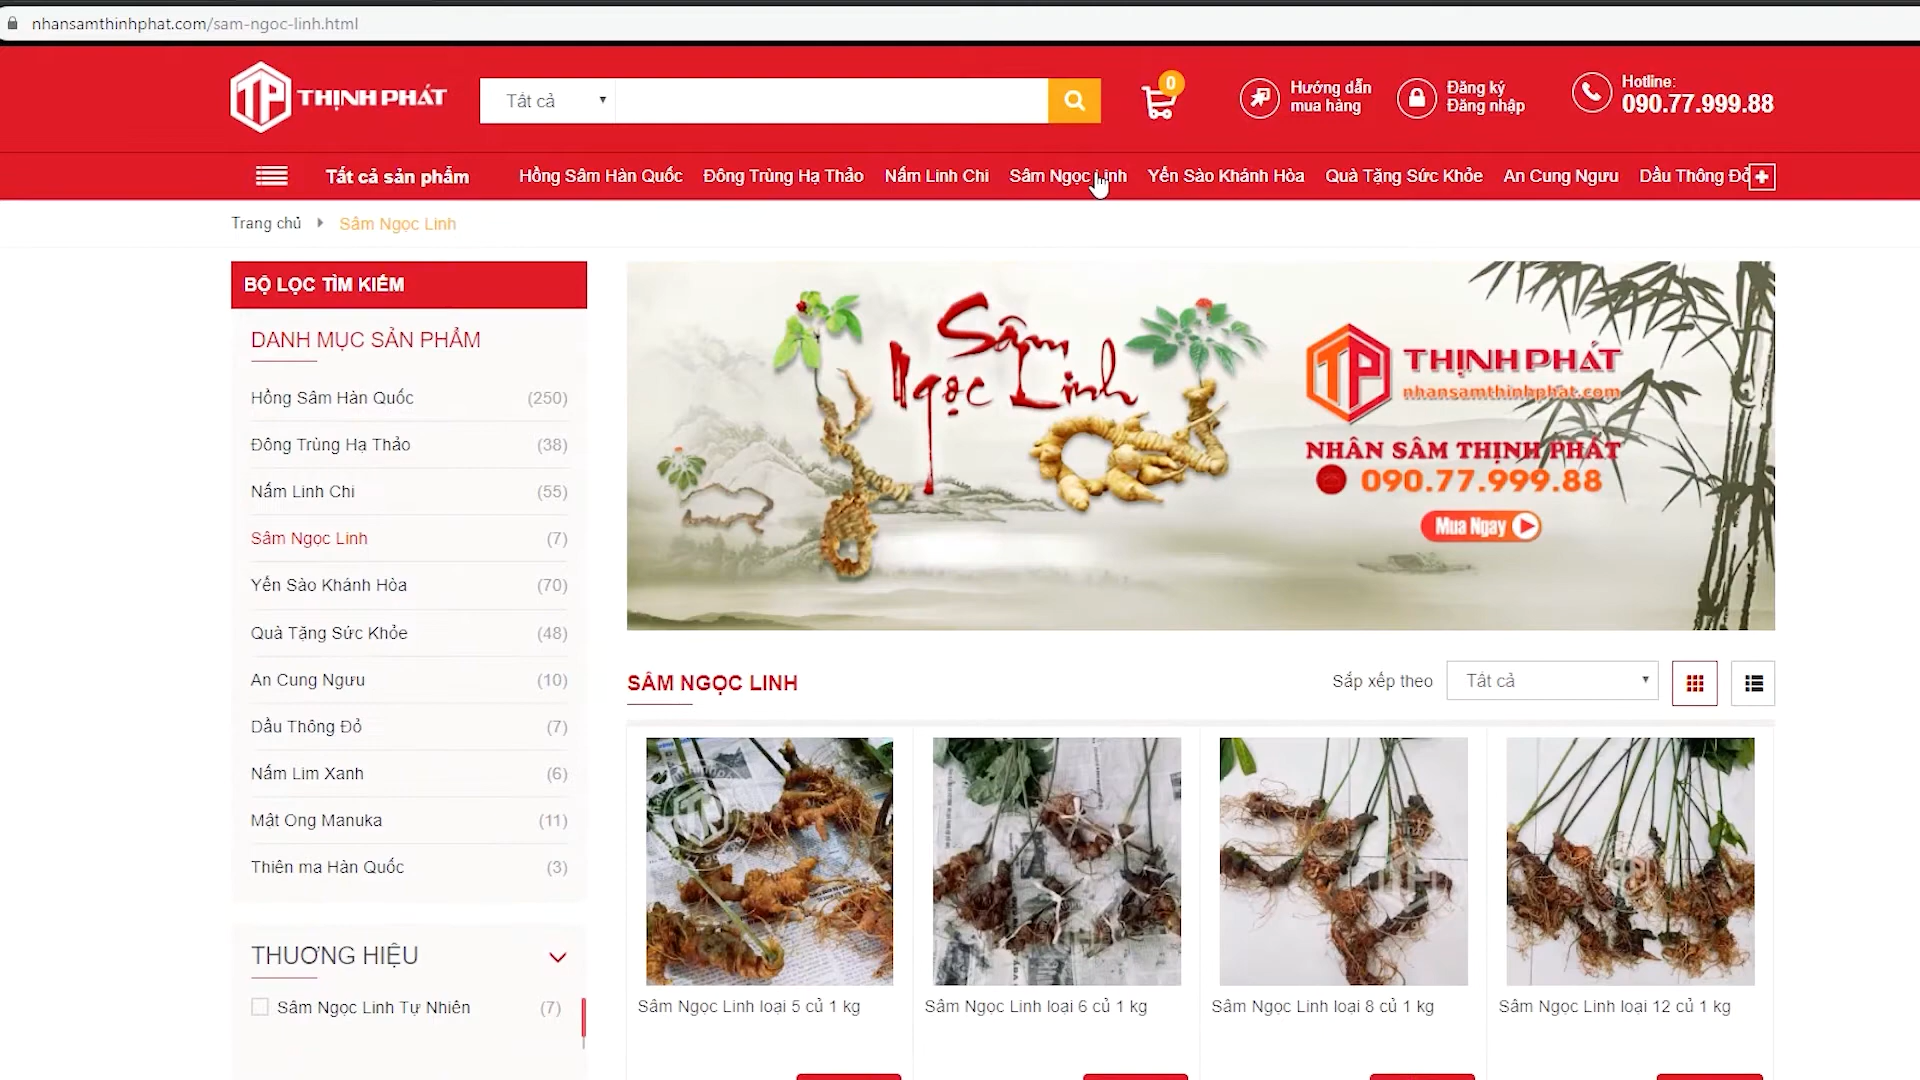 nhansamthinhphat.com/sam-ngoc-linh.html
TP THỊNH PHÁT
Tất cả
0
Hướng dẫn
mua hàng
Đăng ký
Đăng nhập
Hotline:
090.77.999.88
Tất cả sản phẩm
Hồng Sâm Hàn Quốc
Đông Trùng Hạ Thảo
Nấm Linh Chi
Sâm Ngọc Linh
Yến Sào Khánh Hòa
Quà Tặng Sức Khỏe
An Cung Ngưu
Dầu Thông Đỏ
Trang chủ
Sâm Ngọc Linh
BỘ LỌC TÌM KIẾM
DANH MỤC SẢN PHẨM
Hồng Sâm Hàn Quốc (250)
Đông Trùng Hạ Thảo (38)
Nấm Linh Chi (55)
Sâm Ngọc Linh (7)
Yến Sào Khánh Hòa (70)
Quà Tặng Sức Khỏe (48)
An Cung Ngưu (10)
Dầu Thông Đỏ (7)
Nấm Lim Xanh (6)
Mật Ong Manuka (11)
Thiên ma Hàn Quốc (3)
THƯƠNG HIỆU
Sâm Ngọc Linh Tự Nhiên (7)
Sâm
Ngọc Linh
TP THỊNH PHÁT
nhansamthinhphat.com
NHÂN SÂM THỊNH PHÁT
090.77.999.88
Mua Ngay
SÂM NGỌC LINH
Sắp xếp theo
Tất cả
Sâm Ngọc Linh loại 5 củ 1 kg
Sâm Ngọc Linh loại 6 củ 1 kg
Sâm Ngọc Linh loại 8 củ 1 kg
Sâm Ngọc Linh loại 12 củ 1 kg